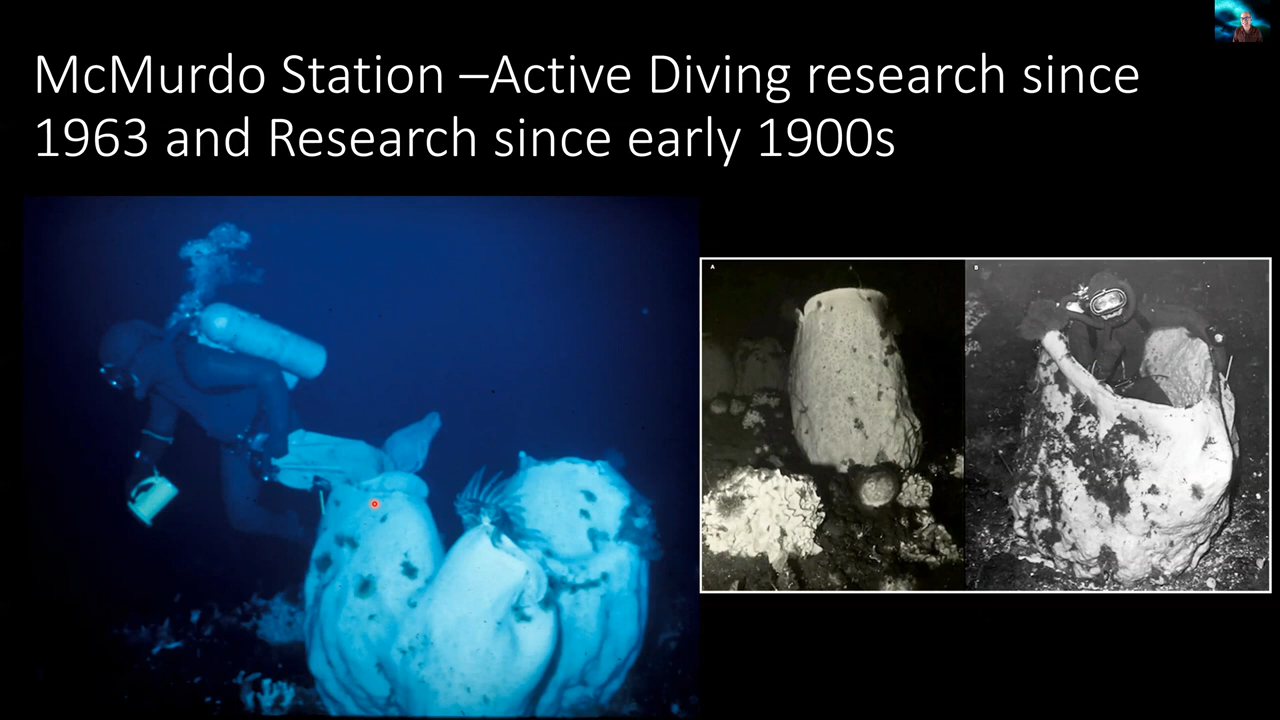 McMurdo Station –Active Diving research since
1963 and Research since early 1900s
A
B